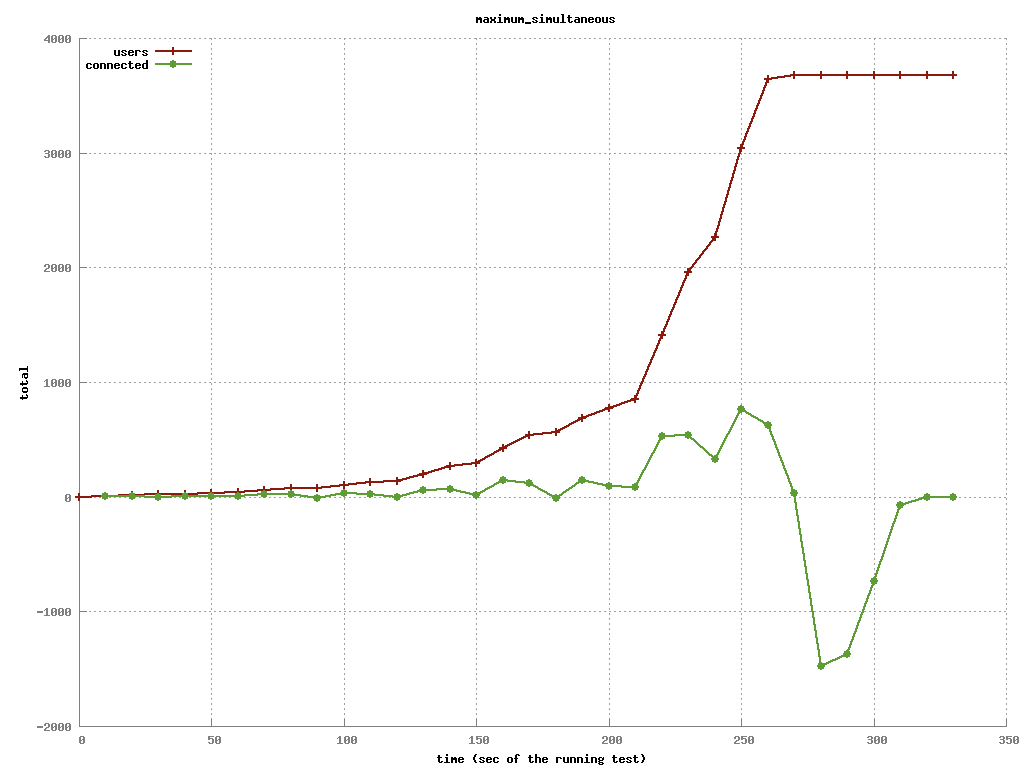 maximum_simultaneous
users
connected
4000
3000
2000
1000
0
-1000
-2000
total
0 50 100 150 200 250 300 350
time (sec of the running test)